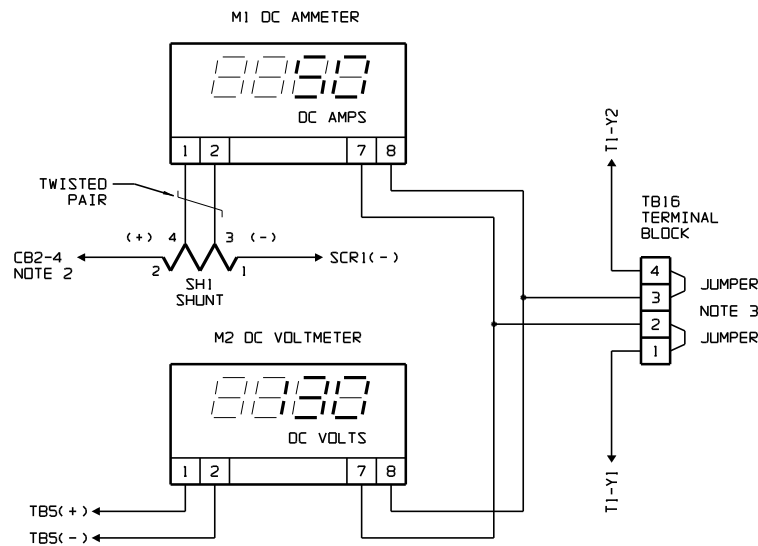 M1 DC AMMETER
50
DC AMPS
1 2 7 8
TWISTED
PAIR
(+) 4 3 (-)
CB2-4
NOTE 2
2 1
SCR1(-)
SH1
SHUNT
T1-Y2
TB16
TERMINAL
BLOCK
4
JUMPER
3
NOTE 3
2
JUMPER
1
T1-Y1
M2 DC VOLTMETER
130
DC VOLTS
1 2 7 8
TB5(+)
TB5(-)